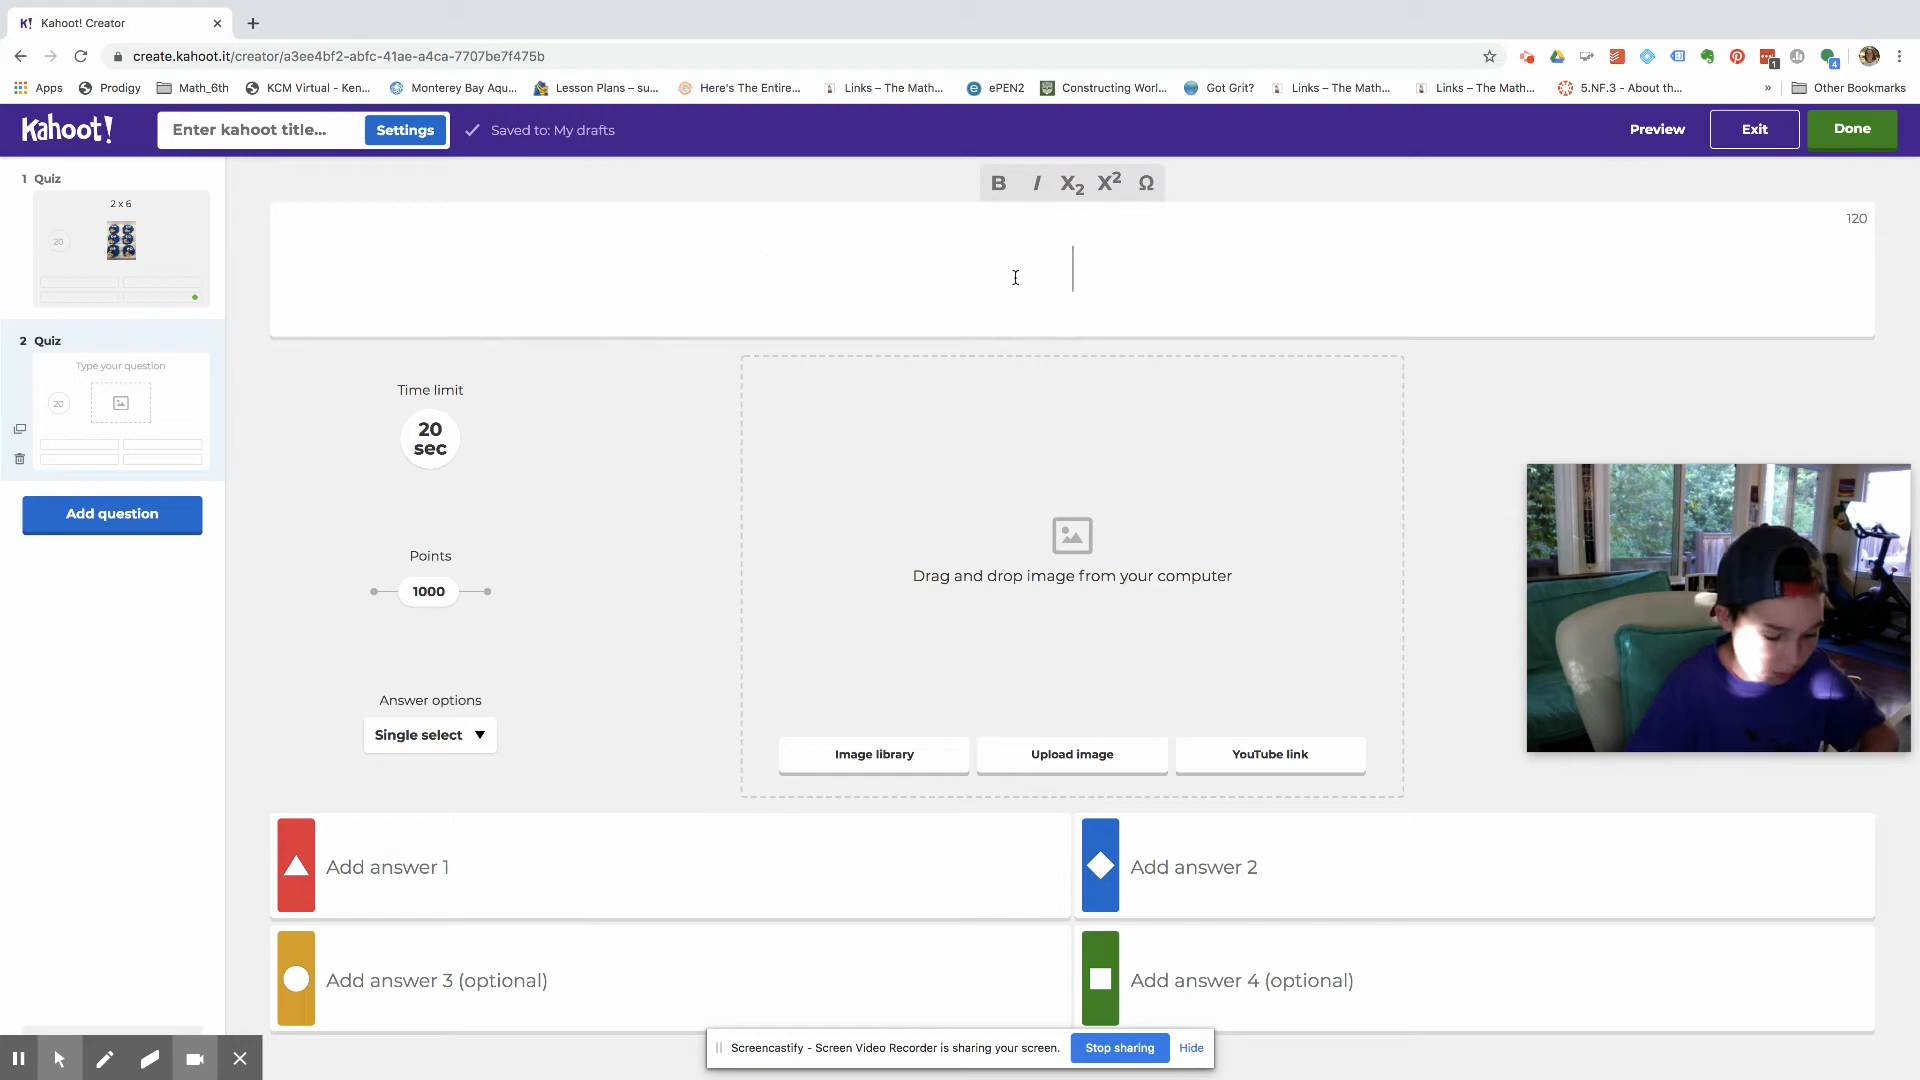 K! Kahoot! Creator
create.kahoot.it/creator/a3ee4bf2-abfc-41ae-a4ca-7707be7f475b
1
4
Apps Prodigy Math_6th KCM Virtual - Ken... Monterey Bay Aqu... Lesson Plans – su... Here's The Entire... Links – The Math... ePEN2 Constructing Worl... Got Grit? Links – The Math... Links – The Math... 5.NF.3 - About th... » Other Bookmarks
Kahoot! Enter kahoot title... Settings Saved to: My drafts Preview Exit Done
1 Quiz
2 x 6
20
2 Quiz
Type your question
20
Add question
B I X2 X² Ω
120
Time limit
20
sec
Points
1000
Answer options
Single select
Drag and drop image from your computer
Image library Upload image YouTube link
Add answer 1
Add answer 2
Add answer 3 (optional)
Add answer 4 (optional)
Screencastify - Screen Video Recorder is sharing your screen. Stop sharing Hide